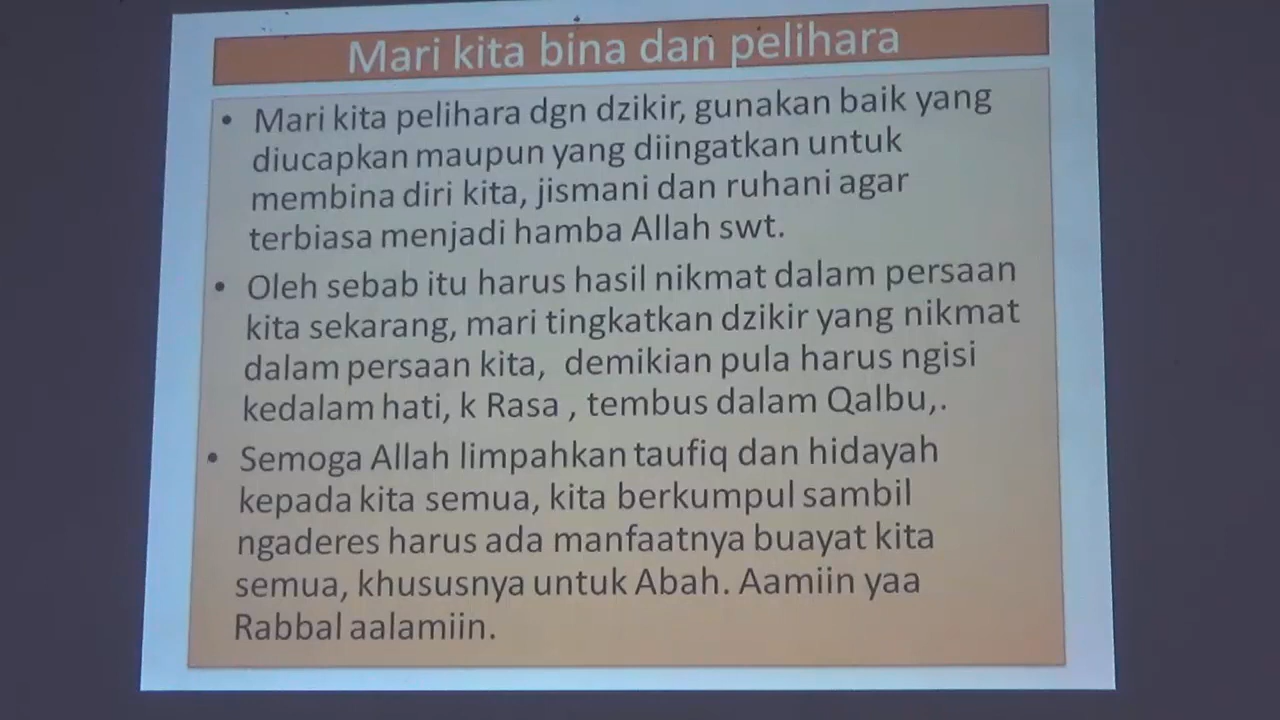 Mari kita bina dan pelihara
• Mari kita pelihara dgn dzikir, gunakan baik yang
diucapkan maupun yang diingatkan untuk
membina diri kita, jismani dan ruhani agar
terbiasa menjadi hamba Allah swt.
• Oleh sebab itu harus hasil nikmat dalam persaan
kita sekarang, mari tingkatkan dzikir yang nikmat
dalam persaan kita, demikian pula harus ngisi
kedalam hati, k Rasa , tembus dalam Qalbu,.
• Semoga Allah limpahkan taufiq dan hidayah
kepada kita semua, kita berkumpul sambil
ngaderes harus ada manfaatnya buayat kita
semua, khususnya untuk Abah. Aamiin yaa
Rabbal aalamiin.